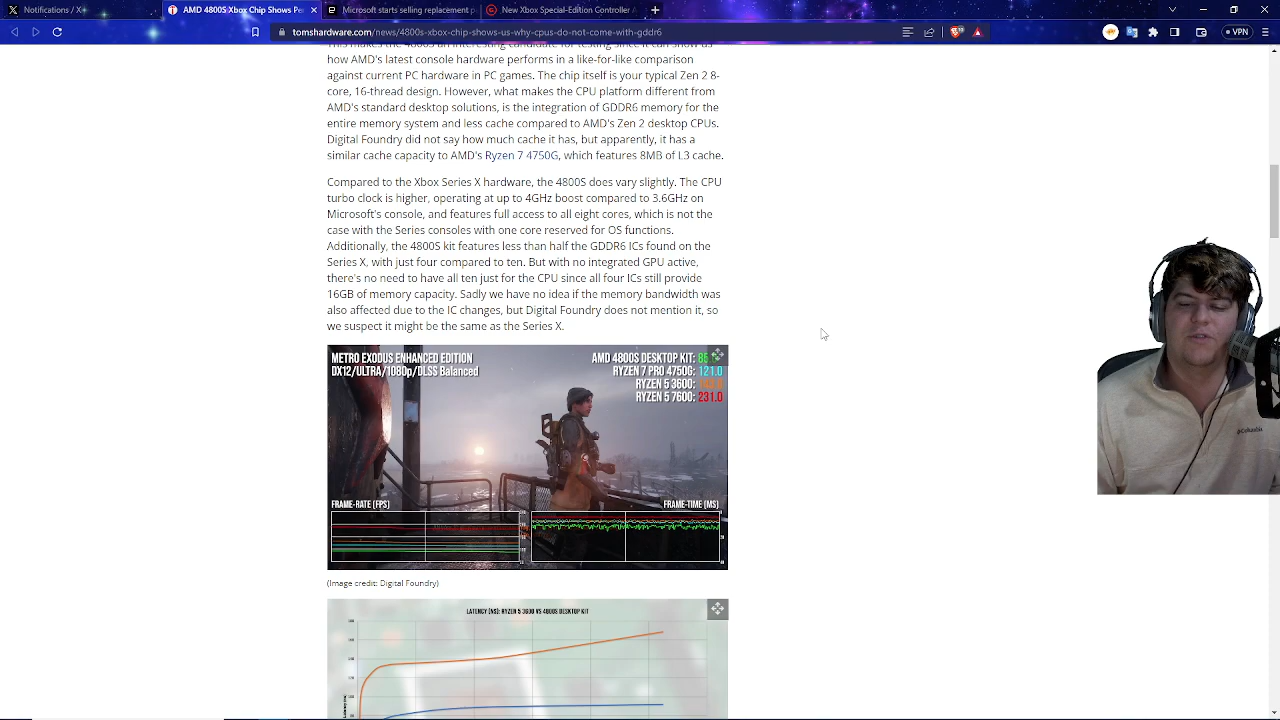 Notifications / X
AMD 4800S Xbox Chip Shows Pe
Microsoft starts selling replacement p
New Xbox Special-Edition Controller
tomshardware.com/news/4800s-xbox-chip-shows-us-why-cpus-do-not-come-with-gddr6
VPN
This makes the 4800S an interesting candidate for testing since it can show us
how AMD's latest console hardware performs in a like-for-like comparison
against current PC hardware in PC games. The chip itself is your typical Zen 2 8-
core, 16-thread design. However, what makes the CPU platform different from
AMD's standard desktop solutions, is the integration of GDDR6 memory for the
entire memory system and less cache compared to AMD's Zen 2 desktop CPUs.
Digital Foundry did not say how much cache it has, but apparently, it has a
similar cache capacity to AMD's Ryzen 7 4750G, which features 8MB of L3 cache.
Compared to the Xbox Series X hardware, the 4800S does vary slightly. The CPU
turbo clock is higher, operating at up to 4GHz boost compared to 3.6GHz on
Microsoft's console, and features full access to all eight cores, which is not the
case with the Series consoles with one core reserved for OS functions.
Additionally, the 4800S kit features less than half the GDDR6 ICs found on the
Series X, with just four compared to ten. But with no integrated GPU active,
there's no need to have all ten just for the CPU since all four ICs still provide
16GB of memory capacity. Sadly we have no idea if the memory bandwidth was
also affected due to the IC changes, but Digital Foundry does not mention it, so
we suspect it might be the same as the Series X.
METRO EXODUS ENHANCED EDITION
DX12/ULTRA/1080p/DLSS Balanced
AMD 4800S DESKTOP KIT:
RYZEN 7 PRO 4750G: 121.0
RYZEN 5 3600:
RYZEN 5 7600: 231.0
FRAME-RATE (FPS)
FRAME-TIME (MS)
(Image credit: Digital Foundry)
LATENCY (NS): RYZEN 5 3600 VS 4800S DESKTOP KIT
Columbia